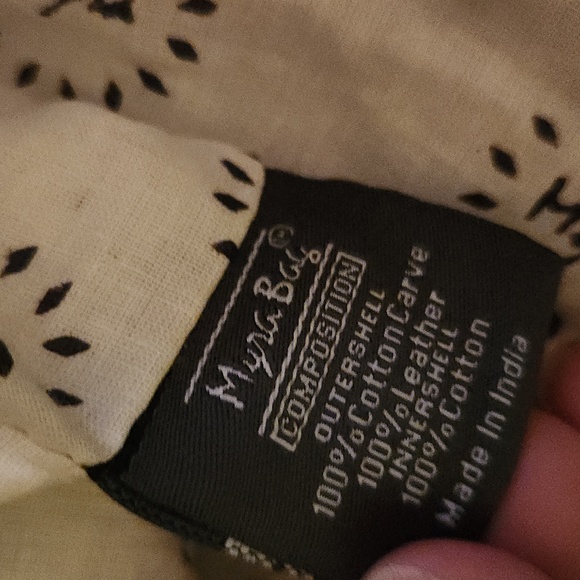 Myra Bag®
COMPOSITION
OUTERSHELL
100%CottonCarve
100%Leather
INNERSHELL
100%Cotton
Made In India